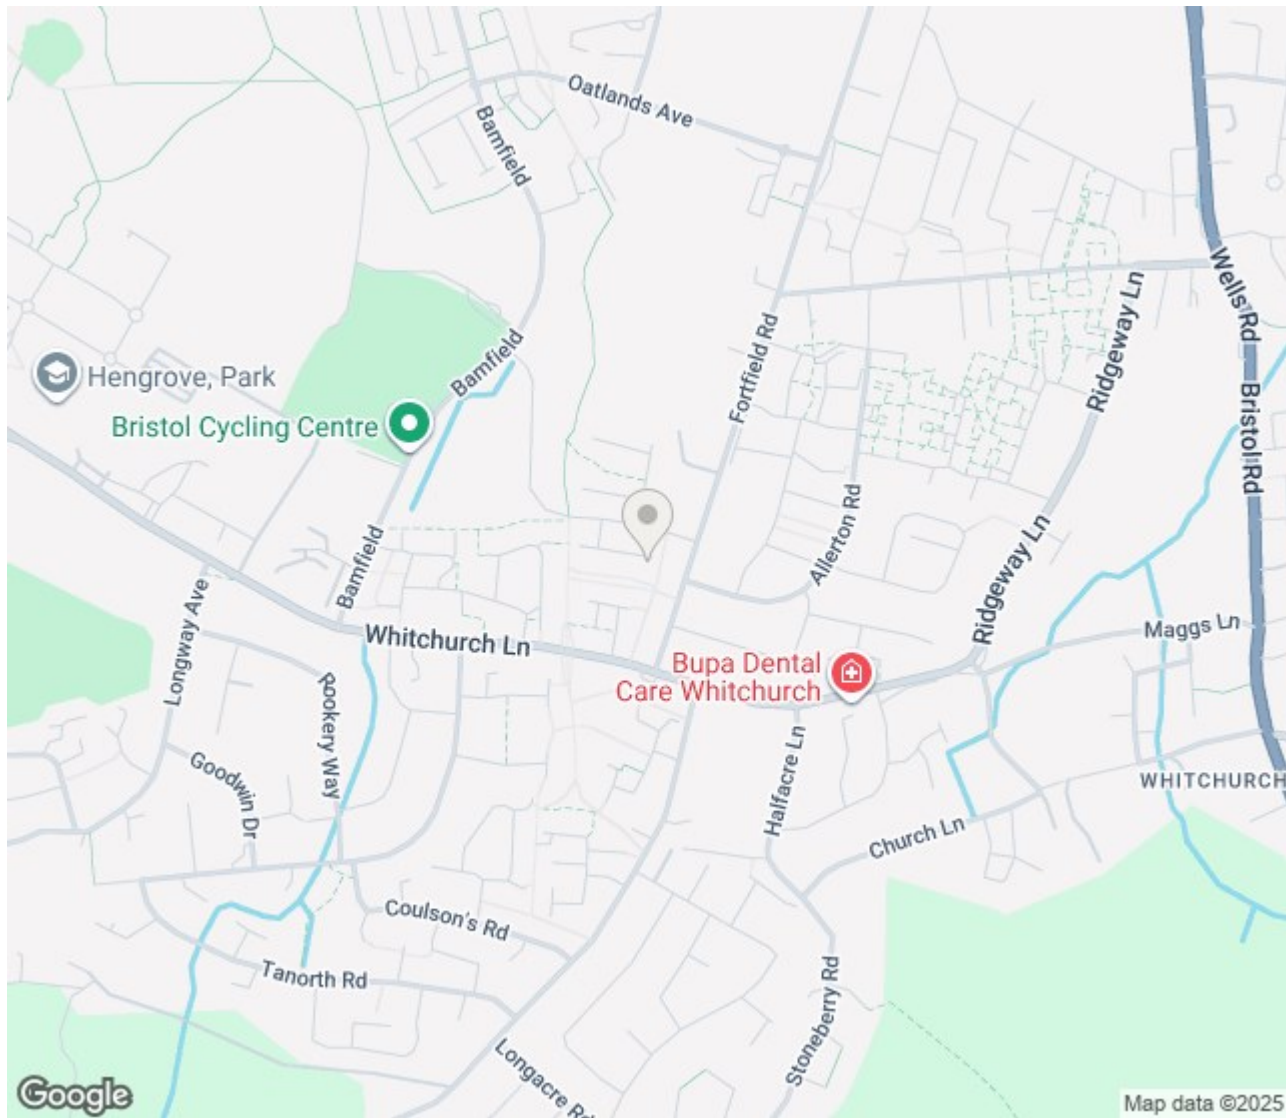 Oatlands Ave
Bamfield
Wells Rd
Ridgeway Ln
Fortfield Rd
Bamfield
Hengrove, Park
Bristol Cycling Centre
Bristol Rd
Allerton Rd
Ridgeway Ln
Bamfield
Longway Ave
Whitchurch Ln
Maggs Ln
Bupa Dental
Care Whitchurch
Rookery Way
Goodwin Dr
Halfacre Ln
WHITCHURCH
Church Ln
Coulson's Rd
Tanorth Rd
Stoneberry Rd
Longacre Rd
Google
Map data ©2025